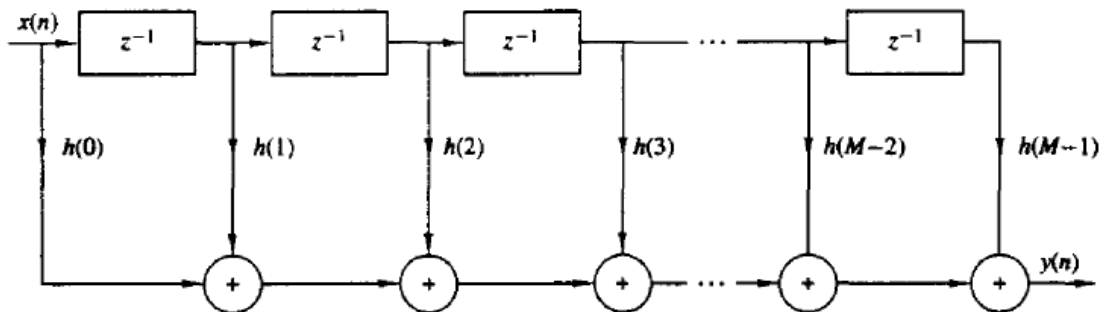 x(n)
z⁻¹
z⁻¹
z⁻¹
...
z⁻¹
h(0)
h(1)
h(2)
h(3)
h(M−2)
h(M−1)
+
+
+
...
+
+
y(n)